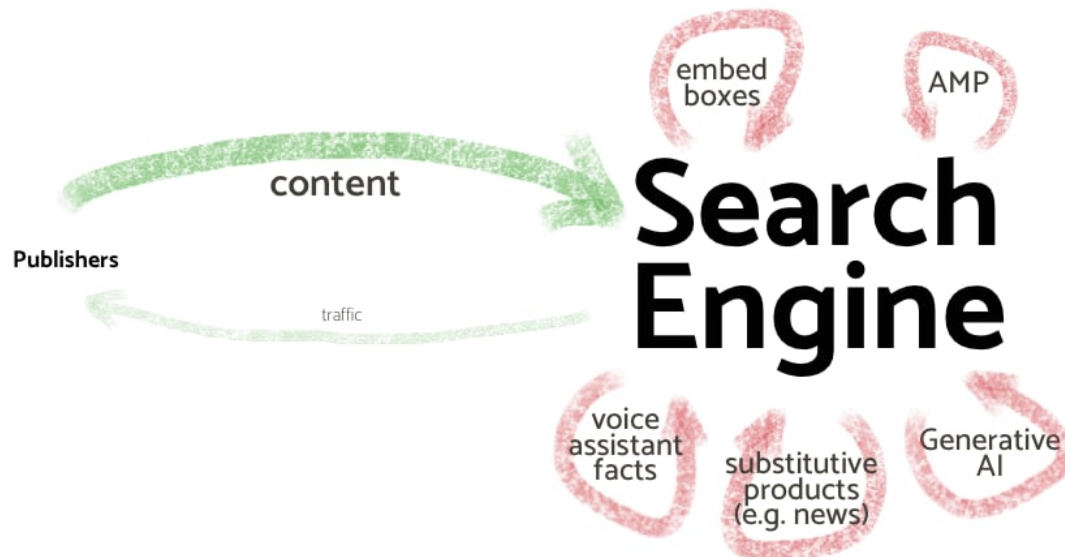 embed
boxes
AMP
content
Search
Engine
Publishers
traffic
voice
assistant
facts
substitutive
products
(e.g. news)
Generative
AI